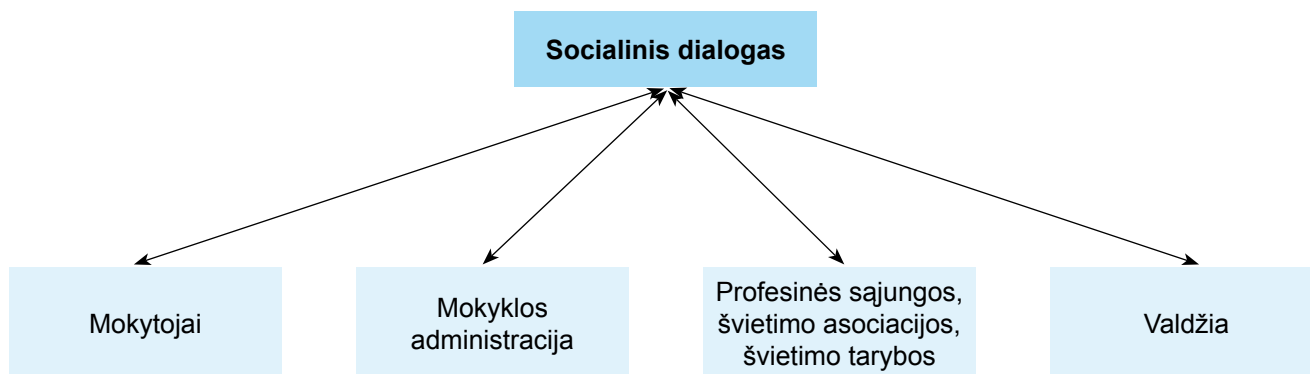 Socialinis dialogas
Mokytojai
Mokyklos
administracija
Profesinės sąjungos,
švietimo asociacijos,
švietimo tarybos
Valdžia